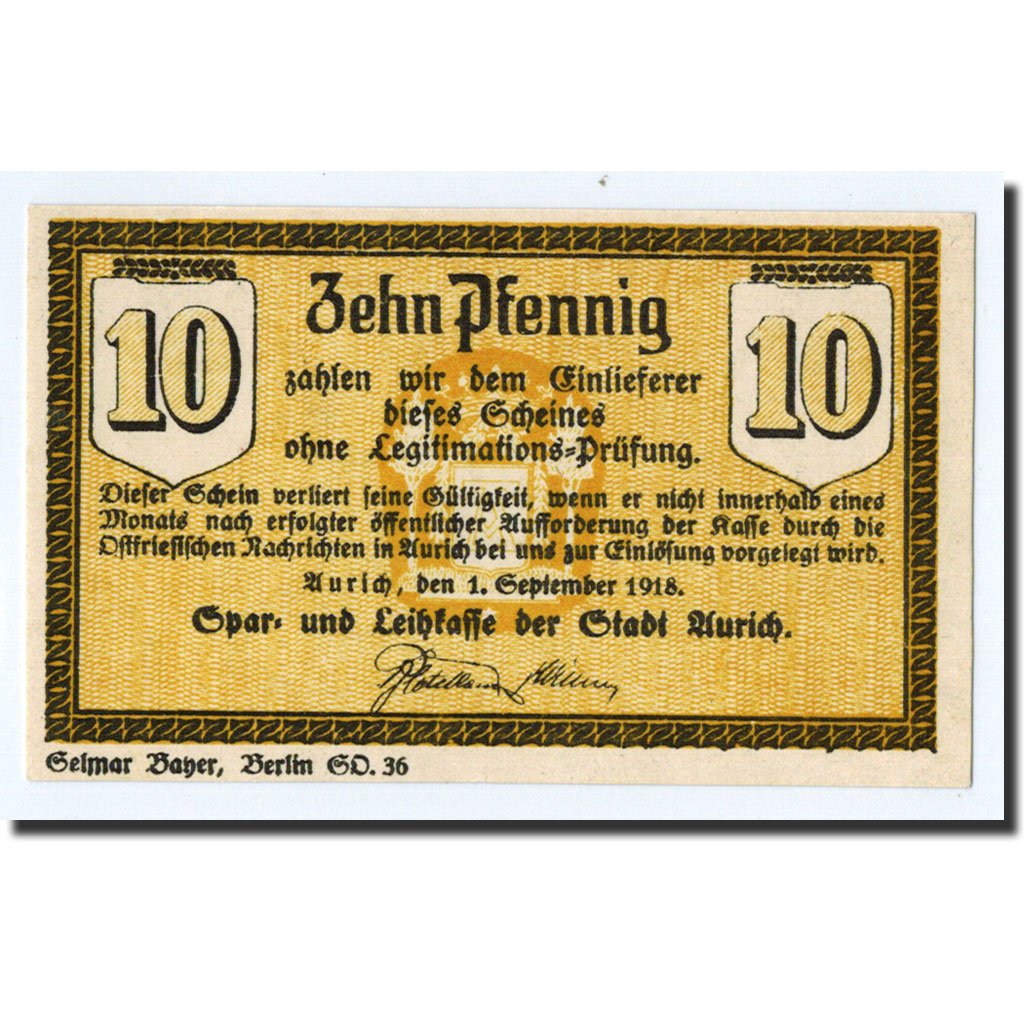 Zehn Pfennig
10
10
zahlen wir dem Einlieferer
dieses Scheines
ohne Legitimations-Prüfung.
Dieser Schein verliert seine Gültigkeit, wenn er nicht innerhalb eines
Monats nach erfolgter öffentlicher Aufforderung der Kasse durch die
Ostfriesischen Nachrichten in Aurich bei uns zur Einlösung vorgelegt wird.
Aurich, den 1. September 1918.
Spar- und Leihkasse der Stadt Aurich.
Selmar Bayer, Berlin SO. 36